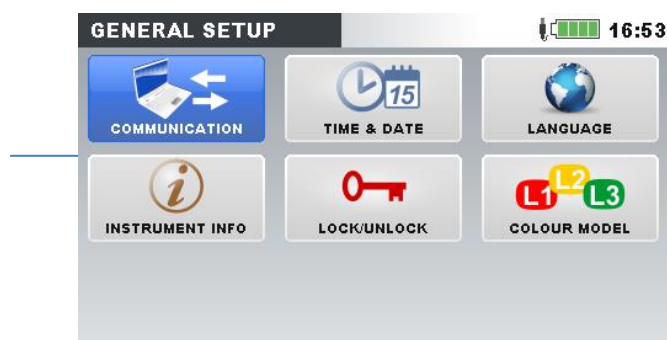 GENERAL SETUP 16:53
15
COMMUNICATION TIME & DATE LANGUAGE
i L1 L2 L3
INSTRUMENT INFO LOCK/UNLOCK COLOUR MODEL